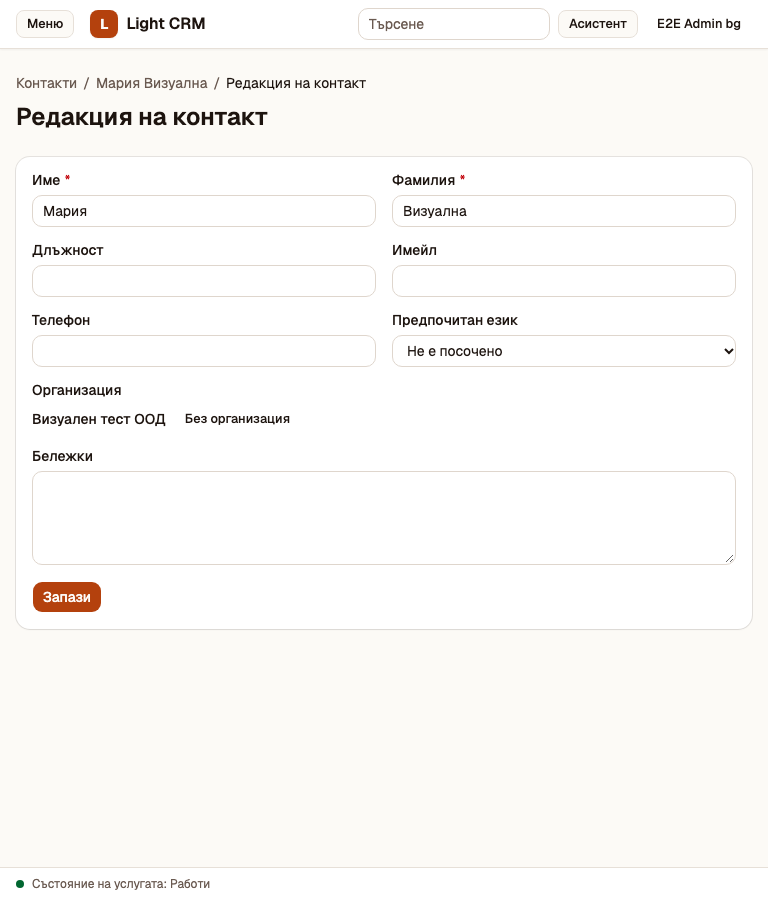 Меню L Light CRM Търсене Асистент E2E Admin bg
Контакти / Мария Визуална / Редакция на контакт
Редакция на контакт
Име * Фамилия *
Мария Визуална
Длъжност Имейл
Телефон Предпочитан език
Не е посочено
Организация
Визуален тест ООД Без организация
Бележки
Запази
Състояние на услугата: Работи